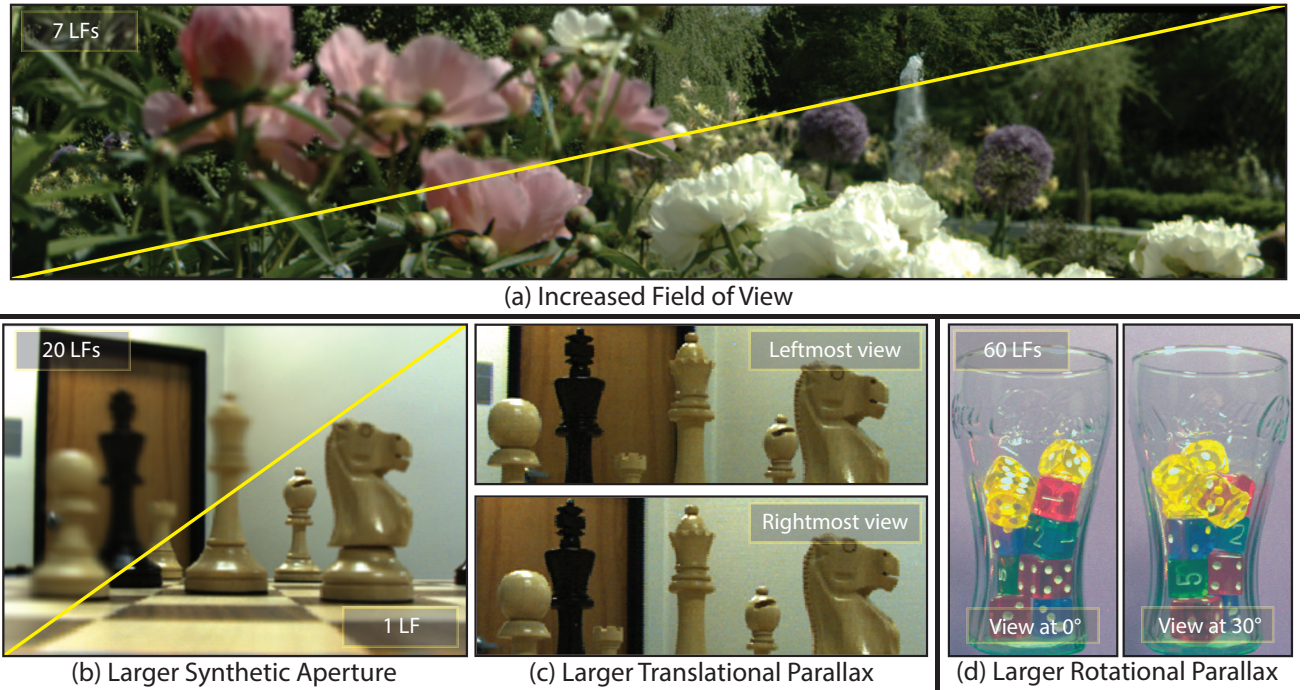 7 LFs
(a) Increased Field of View
20 LFs
1 LF
(b) Larger Synthetic Aperture
Leftmost view
Rightmost view
(c) Larger Translational Parallax
60 LFs
View at 0°
View at 30°
(d) Larger Rotational Parallax
5